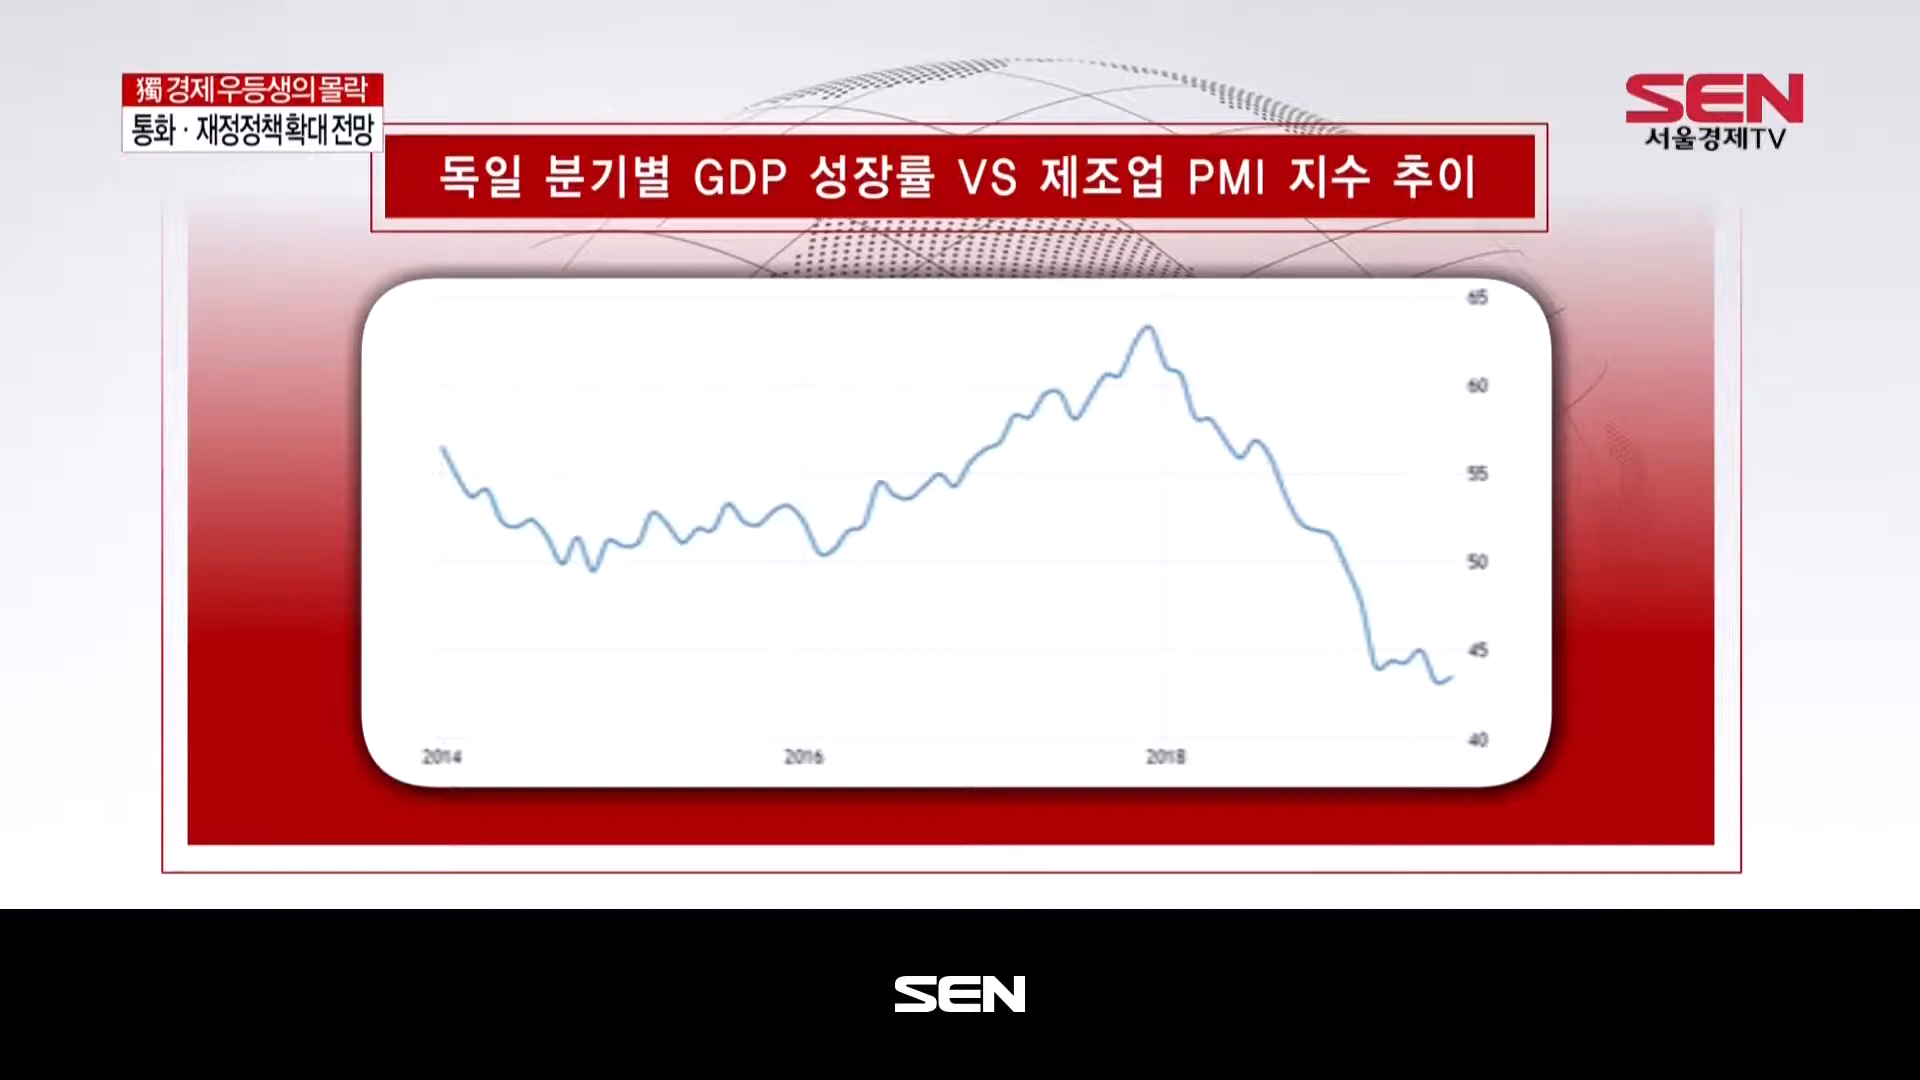 獨 경제 우등생의 몰락
통화 · 재정정책 확대 전망
SEN
서울경제TV
독일 분기별 GDP 성장률 VS 제조업 PMI 지수 추이
65
60
55
50
45
40
2014 2016 2018
SEN